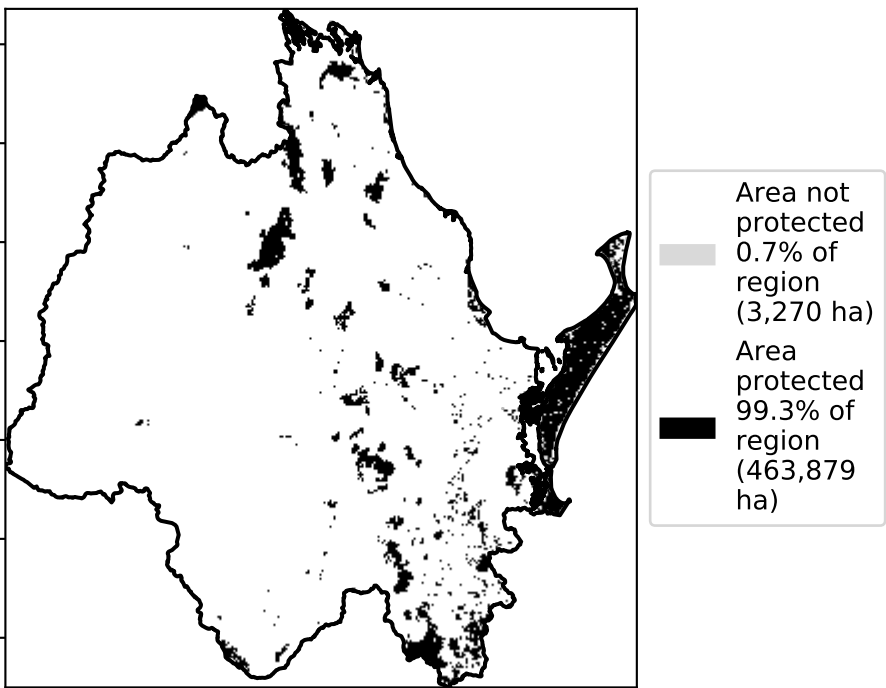 Area not
protected
0.7% of
region
(3,270 ha)
Area
protected
99.3% of
region
(463,879
ha)